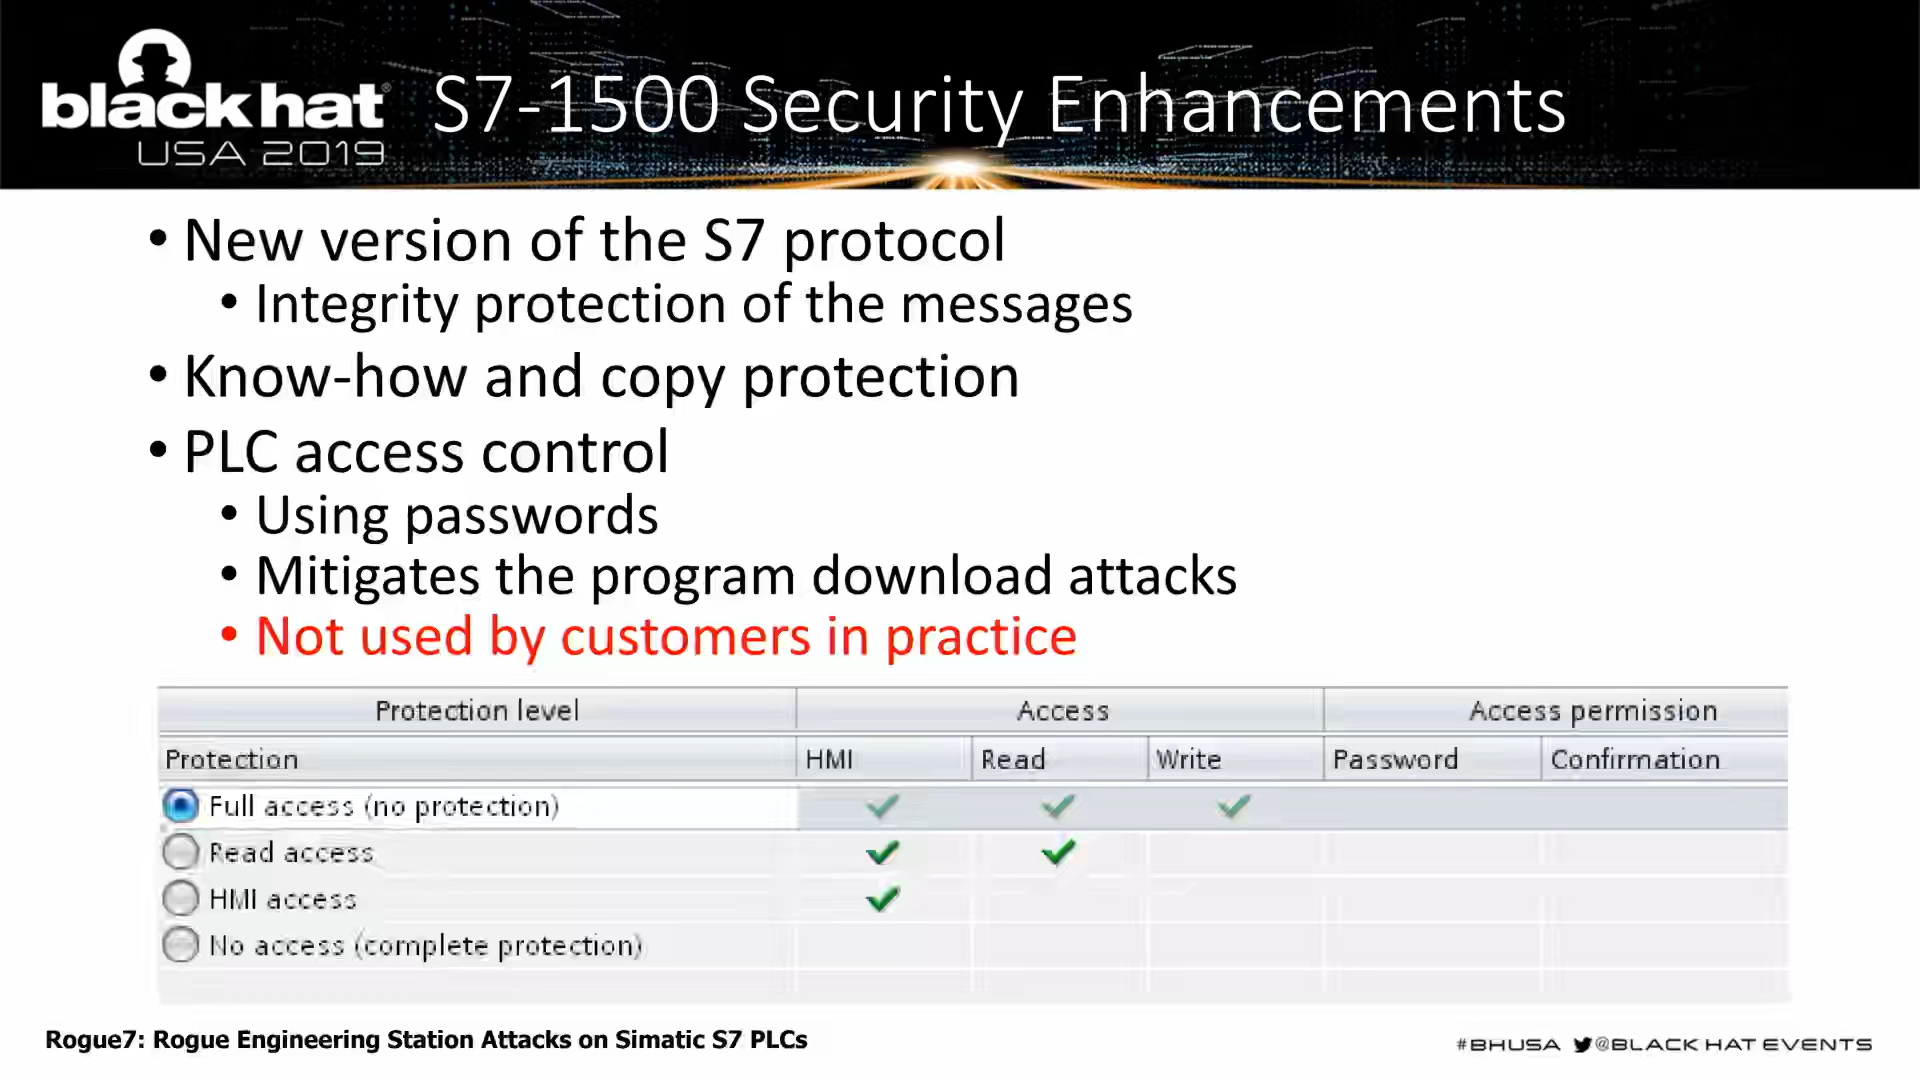 black hat®
USA 2019
S7-1500 Security Enhancements
• New version of the S7 protocol
• Integrity protection of the messages
• Know-how and copy protection
• PLC access control
• Using passwords
• Mitigates the program download attacks
• Not used by customers in practice
Protection level Access Access permission
Protection HMI Read Write Password Confirmation
Full access (no protection) ✓ ✓ ✓
Read access ✓ ✓
HMI access ✓
No access (complete protection)
Rogue7: Rogue Engineering Station Attacks on Simatic S7 PLCs
#BHUSA @BLACK HAT EVENTS